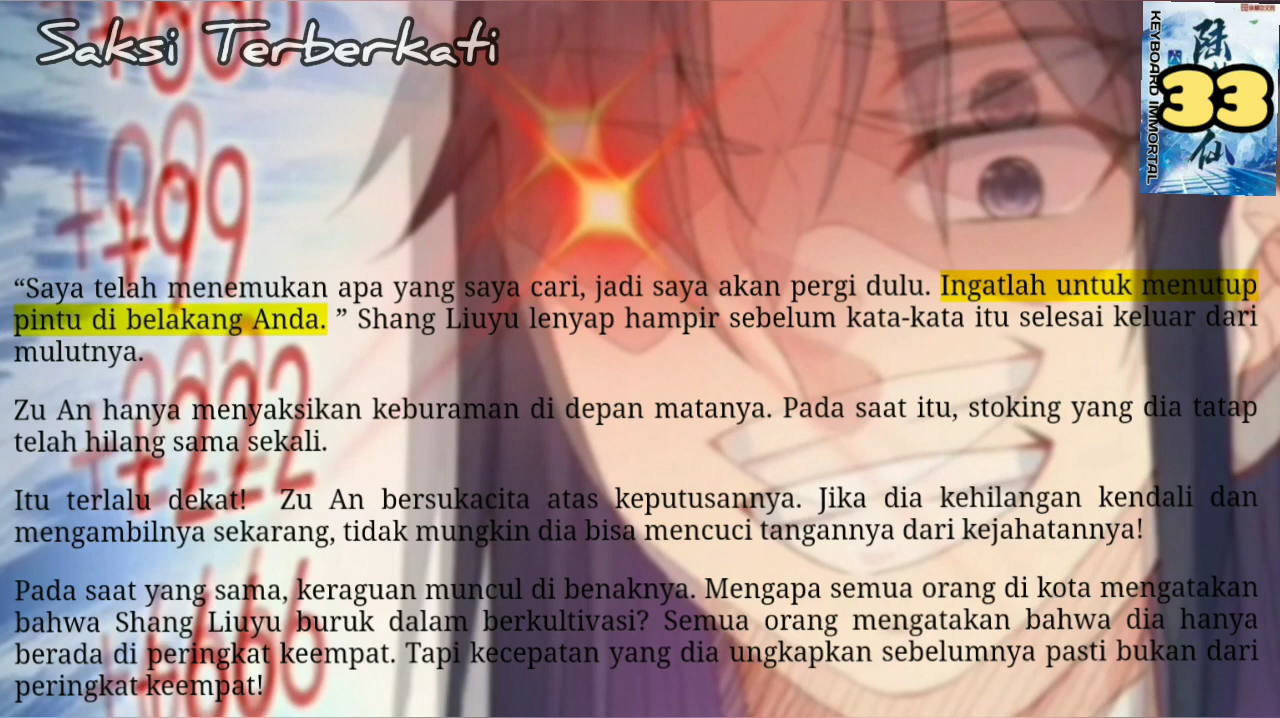 Saksi Terberkati
KEYBOARD IMMORTAL
33
仙
+99
+222
“Saya telah menemukan apa yang saya cari, jadi saya akan pergi dulu. Ingatlah untuk menutup
pintu di belakang Anda. ” Shang Liuyu lenyap hampir sebelum kata-kata itu selesai keluar dari
mulutnya.
Zu An hanya menyaksikan keburaman di depan matanya. Pada saat itu, stoking yang dia tatap
telah hilang sama sekali.
Itu terlalu dekat! Zu An bersukacita atas keputusannya. Jika dia kehilangan kendali dan
mengambilnya sekarang, tidak mungkin dia bisa mencuci tangannya dari kejahatannya!
Pada saat yang sama, keraguan muncul di benaknya. Mengapa semua orang di kota mengatakan
bahwa Shang Liuyu buruk dalam berkultivasi? Semua orang mengatakan bahwa dia hanya
berada di peringkat keempat. Tapi kecepatan yang dia ungkapkan sebelumnya pasti bukan dari
peringkat keempat!